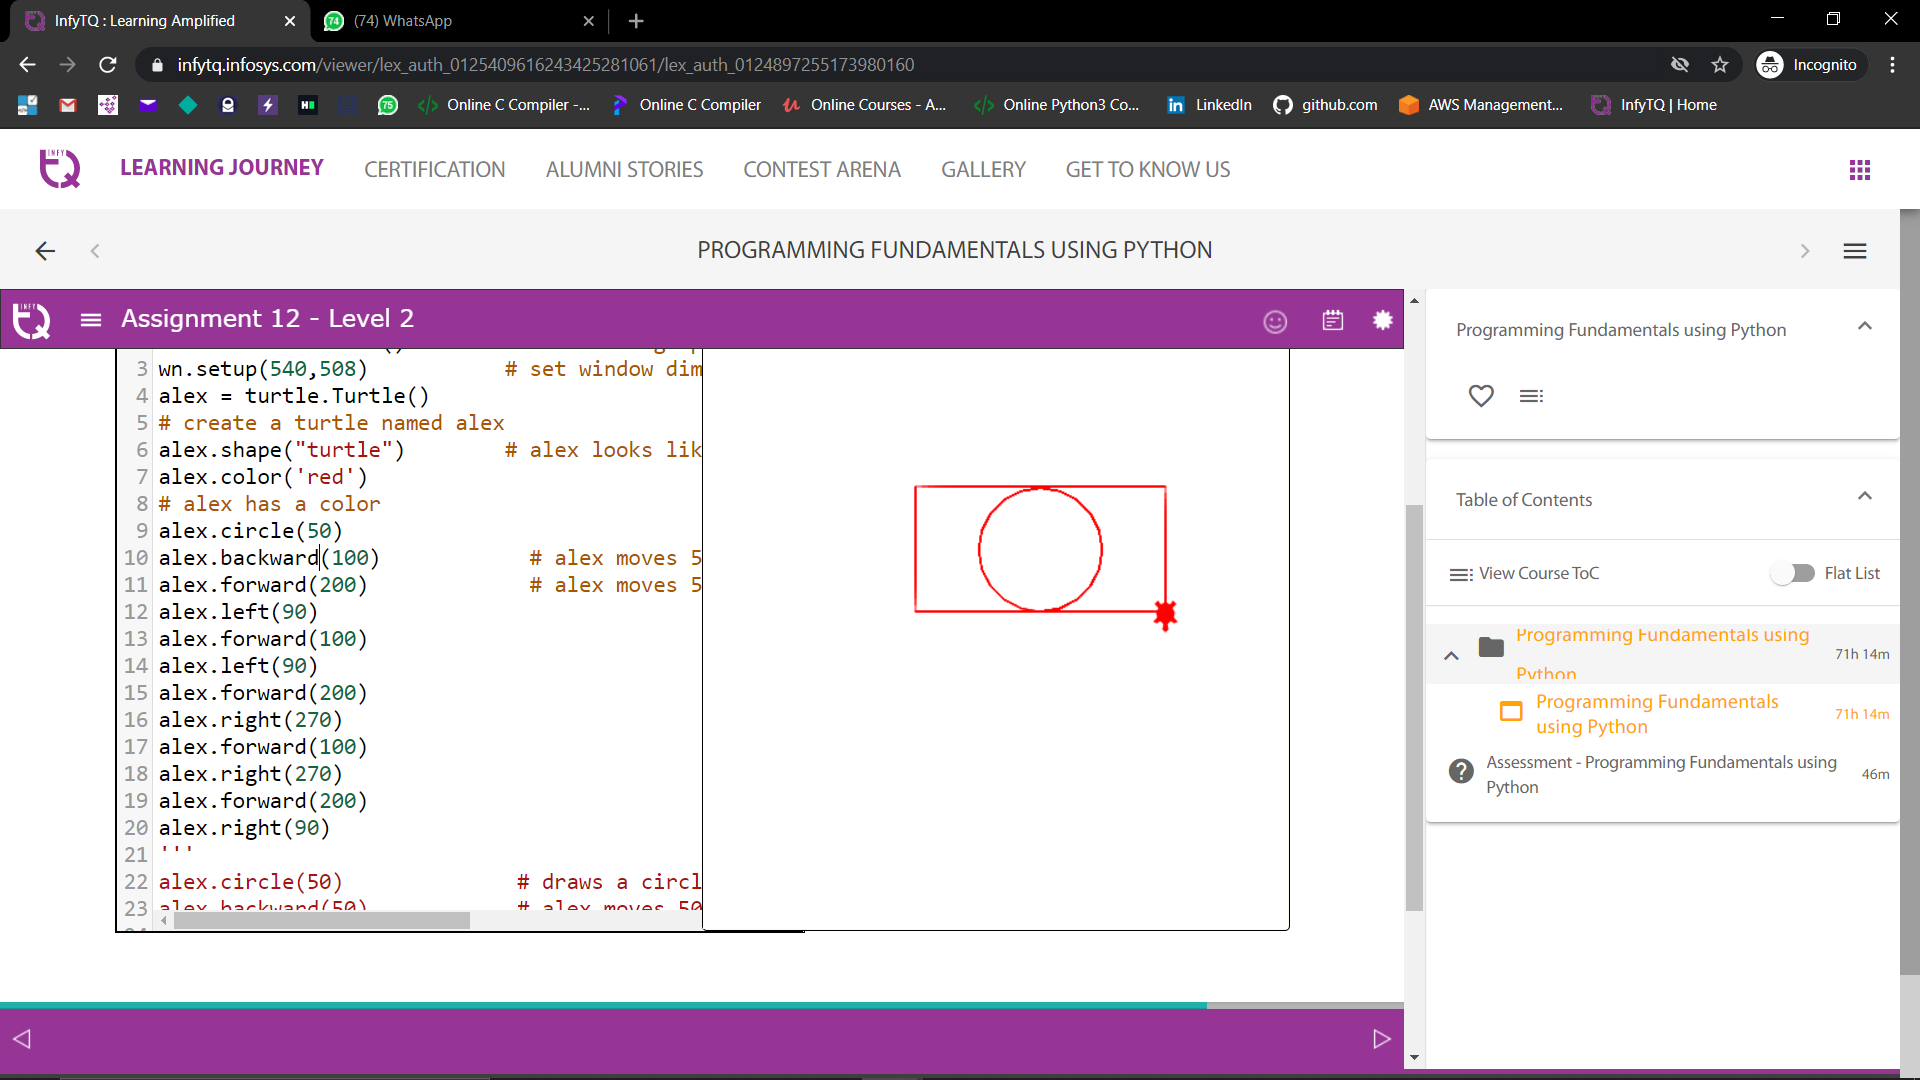 InfyTQ : Learning Amplified
74
(74) WhatsApp
infytq.infosys.com/viewer/lex_auth_0125409616243425281061/lex_auth_0124897255173980160
Incognito
75
Online C Compiler -...
Online C Compiler
Online Courses - A...
Online Python3 Co...
LinkedIn
github.com
AWS Management...
InfyTQ | Home
LEARNING JOURNEY
CERTIFICATION
ALUMNI STORIES
CONTEST ARENA
GALLERY
GET TO KNOW US
PROGRAMMING FUNDAMENTALS USING PYTHON
Assignment 12 - Level 2
3 wn.setup(540,508) # set window dim
4 alex = turtle.Turtle()
5 # create a turtle named alex
6 alex.shape("turtle") # alex looks lik
7 alex.color('red')
8 # alex has a color
9 alex.circle(50)
10 alex.backward(100) # alex moves 5
11 alex.forward(200) # alex moves 5
12 alex.left(90)
13 alex.forward(100)
14 alex.left(90)
15 alex.forward(200)
16 alex.right(270)
17 alex.forward(100)
18 alex.right(270)
19 alex.forward(200)
20 alex.right(90)
21 '''
22 alex.circle(50) # draws a circl
23 alex.backward(50) # alex moves 50
Programming Fundamentals using Python
Table of Contents
View Course ToC
Flat List
Programming Fundamentals using
Python
71h 14m
Programming Fundamentals
using Python
71h 14m
Assessment - Programming Fundamentals using
Python
46m